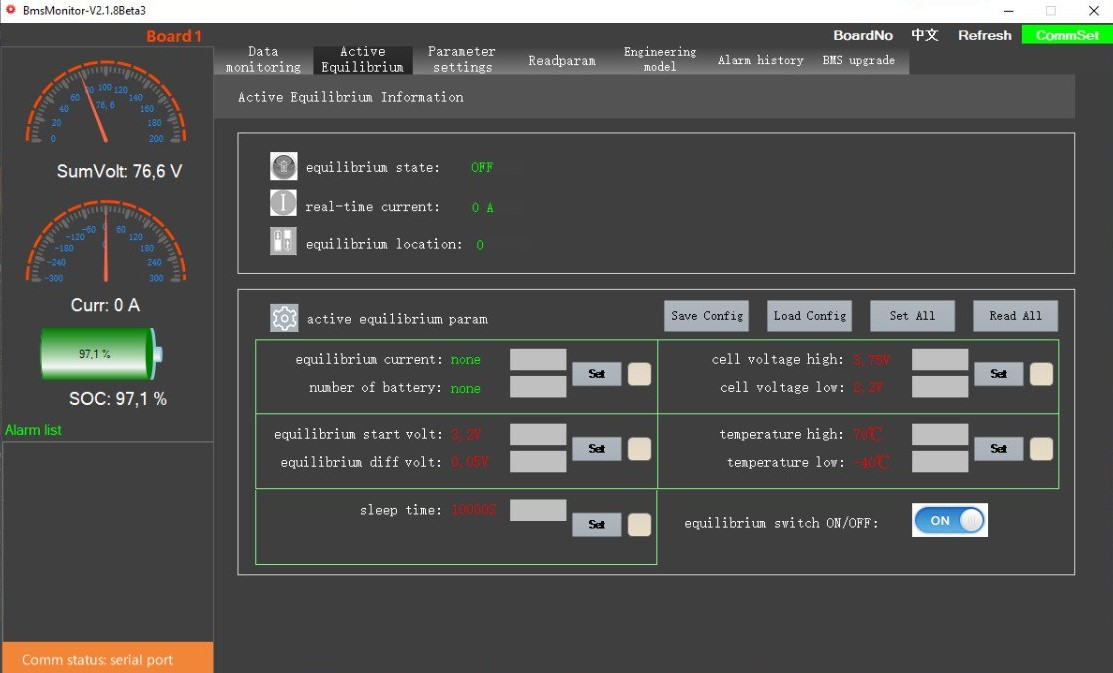 BmsMonitor-V2.1.8Beta3
Board 1
BoardNo 中文 Refresh CommSet
Data monitoring
Active Equilibrium
Parameter settings
Readparam
Engineering model
Alarm history
BMS upgrade
Active Equilibrium Information
0 20 40 60 80 100 120 140 160 180 200
76,6
SumVolt: 76,6 V
-300 -240 -180 -120 -60 0 60 120 180 240 300
0
Curr: 0 A
97,1 %
SOC: 97,1 %
Alarm list
Comm status: serial port
equilibrium state: OFF
real-time current: 0 A
equilibrium location: 0
active equilibrium param
Save Config Load Config Set All Read All
equilibrium current: none
number of battery: none
Set
cell voltage high: 3,75V
cell voltage low: 2,2V
Set
equilibrium start volt: 3,2V
equilibrium diff volt: 0,05V
Set
temperature high: 70℃
temperature low: -40℃
Set
sleep time: 10000S
Set
equilibrium switch ON/OFF:
ON